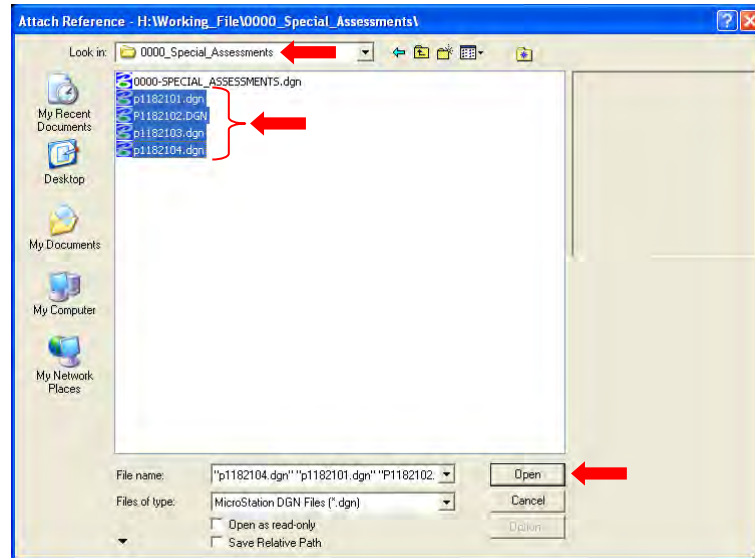 Attach Reference - H:\Working_File\0000_Special_Assessments\
Look in: 0000_Special_Assessments
0000-SPECIAL_ASSESSMENTS.dgn
p1182101.dgn
P1182102.DGN
p1182103.dgn
p1182104.dgn
My Recent
Documents
Desktop
My Documents
My Computer
My Network
Places
File name: "p1182104.dgn" "p1182101.dgn" "P1182102. Open
Files of type: MicroStation DGN Files (*.dgn) Cancel
Open as read-only Options
Save Relative Path